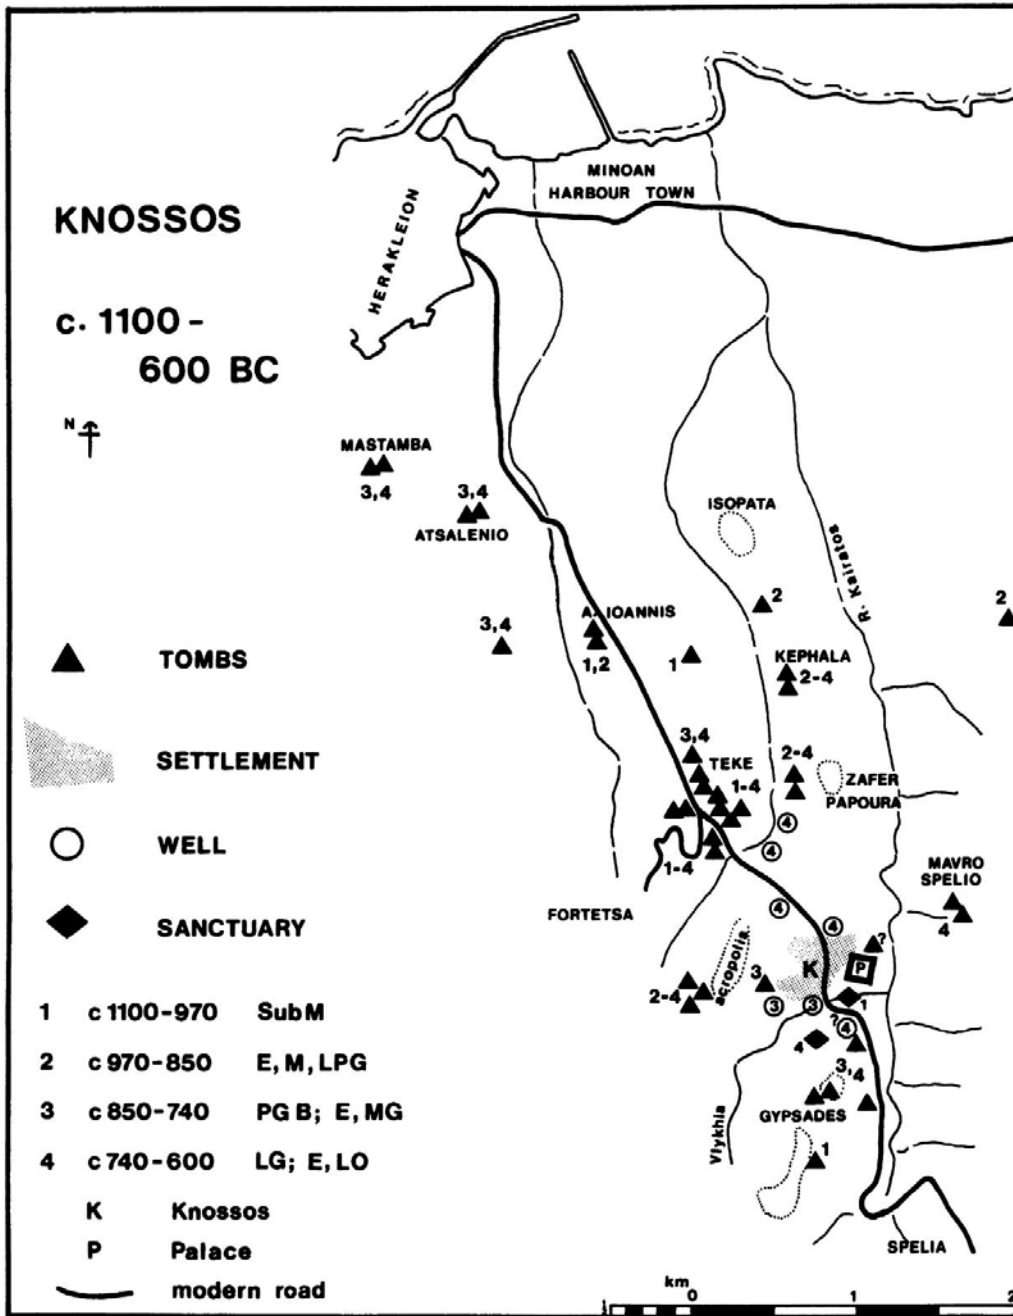 MINOAN
HARBOUR TOWN
HERAKLEION
KNOSSOS
c. 1100-
600 BC
N
MASTAMBA
3,4
3,4
ATSALENIO
ISOPATA
R. Kairatos
2
2
3,4
IOANNIS
1,2
1
KEPHALA
2-4
TOMBS
3,4
TEKE
1-4
2-4
ZAFER
PAPOURA
SETTLEMENT
4
4
WELL
1-4
MAVRO
SPELIO
4
FORTETSA
4
4
SANCTUARY
acropolis.
K
?
P
3
2-4
3
3
1
?
4
4
1 c 1100-970 SubM
2 c 970-850 E, M, LPG
3 c 850-740 PG B; E, MG
4 c 740-600 LG; E, LO
3,4
GYPSADES
Vlykhia
1
K Knossos
P Palace
modern road
SPELIA
km
1 0 1 2